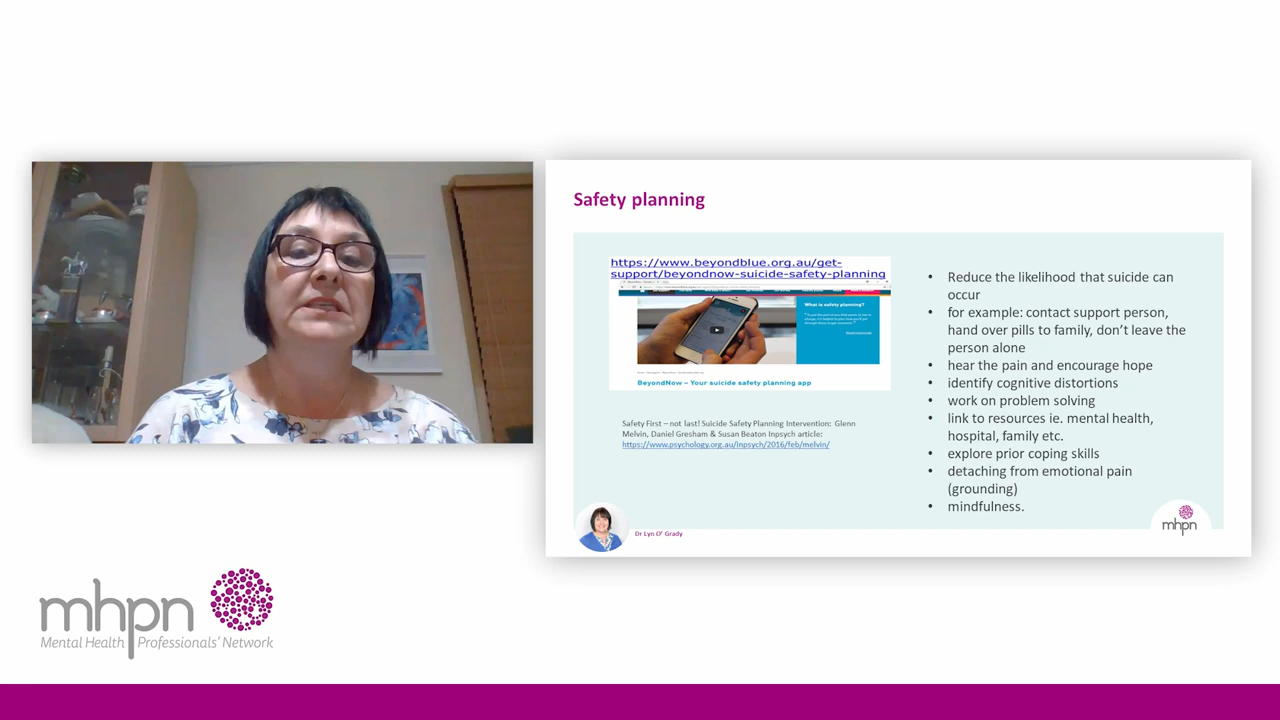 Safety planning
https://www.beyondblue.org.au/get-
support/beyondnow-suicide-safety-planning
What is safety planning?
BeyondNow – Your suicide safety planning app
Safety First – not last! Suicide Safety Planning Intervention: Glenn
Melvin, Daniel Gresham & Susan Beaton Inpsych article:
https://www.psychology.org.au/inpsych/2016/feb/melvin/
• Reduce the likelihood that suicide can
occur
• for example: contact support person,
hand over pills to family, don't leave the
person alone
• hear the pain and encourage hope
• identify cognitive distortions
• work on problem solving
• link to resources ie. mental health,
hospital, family etc.
• explore prior coping skills
• detaching from emotional pain
(grounding)
• mindfulness.
Dr Lyn O' Grady
mhpn
mhpn
Mental Health Professionals' Network